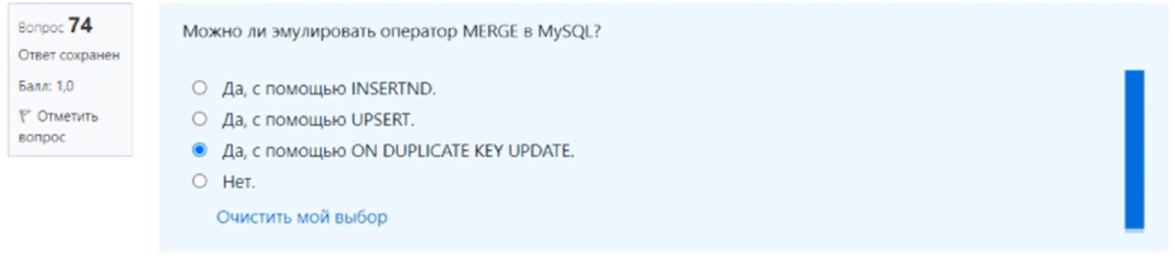 Вопрос 74
Ответ сохранен
Балл: 1,0
Отметить
вопрос
Можно ли эмулировать оператор MERGE в MySQL?
Да, с помощью INSERTND.
Да, с помощью UPSERT.
Да, с помощью ON DUPLICATE KEY UPDATE.
Нет.
Очистить мой выбор